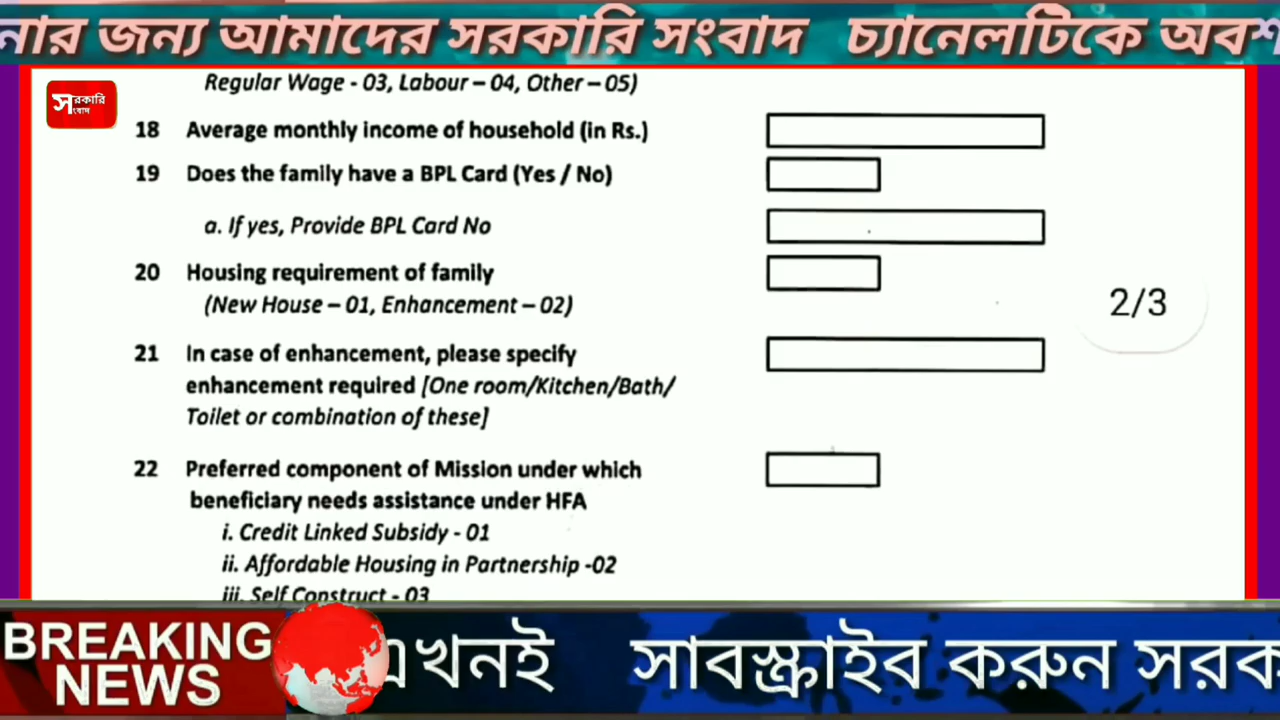 নার জন্য আমাদের সরকারি সংবাদ চ্যানেলটিকে অবশ
সরকারি
সংবাদ
Regular Wage - 03, Labour – 04, Other – 05)
18 Average monthly income of household (in Rs.)
19 Does the family have a BPL Card (Yes / No)
a. If yes, Provide BPL Card No
20 Housing requirement of family
(New House – 01, Enhancement – 02)
2/3
21 In case of enhancement, please specify
enhancement required [One room/Kitchen/Bath/
Toilet or combination of these]
22 Preferred component of Mission under which
beneficiary needs assistance under HFA
i. Credit Linked Subsidy - 01
ii. Affordable Housing in Partnership -02
iii. Self Construct - 03
BREAKING
NEWS
এখনই সাবস্ক্রাইব করুন সরক